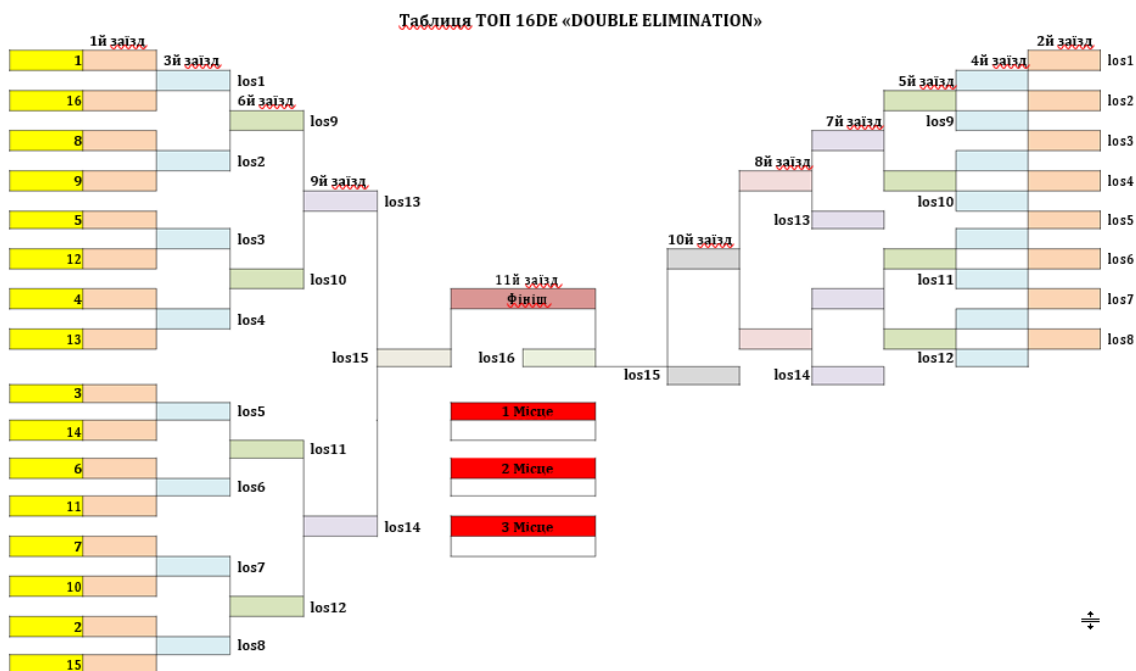 Таблиця ТОП 16DE «DOUBLE ELIMINATION»
1й заїзд
2й заїзд
3й заїзд
4й заїзд
1
los1
los1
5й заїзд
16
6й заїзд
los2
los9
los9
7й заїзд
8
los3
los2
8й заїзд
9
9й заїзд
los4
los13
los10
5
los13
los5
los3
10й заїзд
12
los6
los10
11й заїзд
los11
4
Фініш
los7
los4
13
los8
los15
los16
los12
los15
los14
3
los5
1 Місце
14
los11
6
2 Місце
los6
11
los14
3 Місце
7
los7
10
los12
2
los8
15